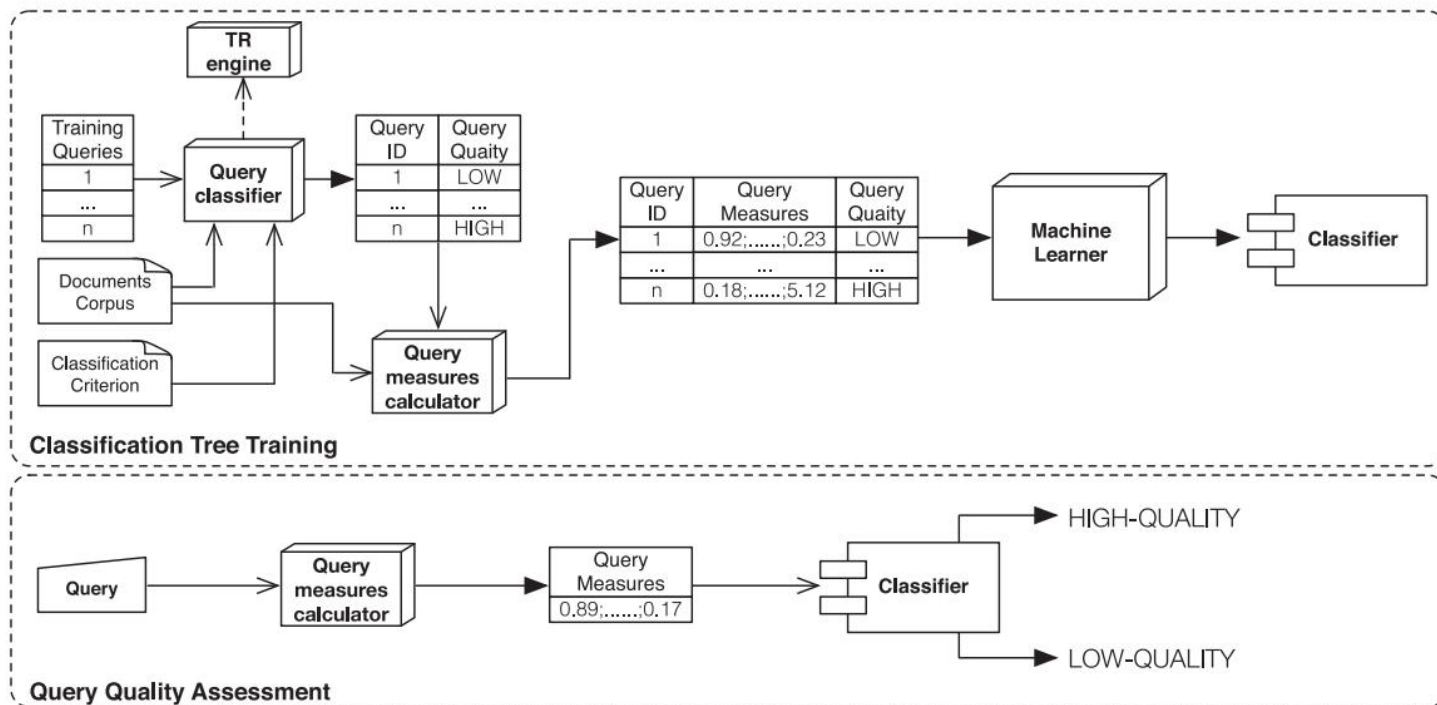 TR
engine
Training
Queries
1
...
n
Query
classifier
Query
ID
Query
Quaity
1
LOW
...
...
n
HIGH
Documents
Corpus
Classification
Criterion
Query
measures
calculator
Query
ID
Query
Measures
Query
Quaity
1
0.92;......;0.23
LOW
...
...
...
n
0.18;......;5.12
HIGH
Machine
Learner
Classifier
Classification Tree Training
Query
Query
measures
calculator
Query
Measures
0.89;......;0.17
Classifier
HIGH-QUALITY
LOW-QUALITY
Query Quality Assessment